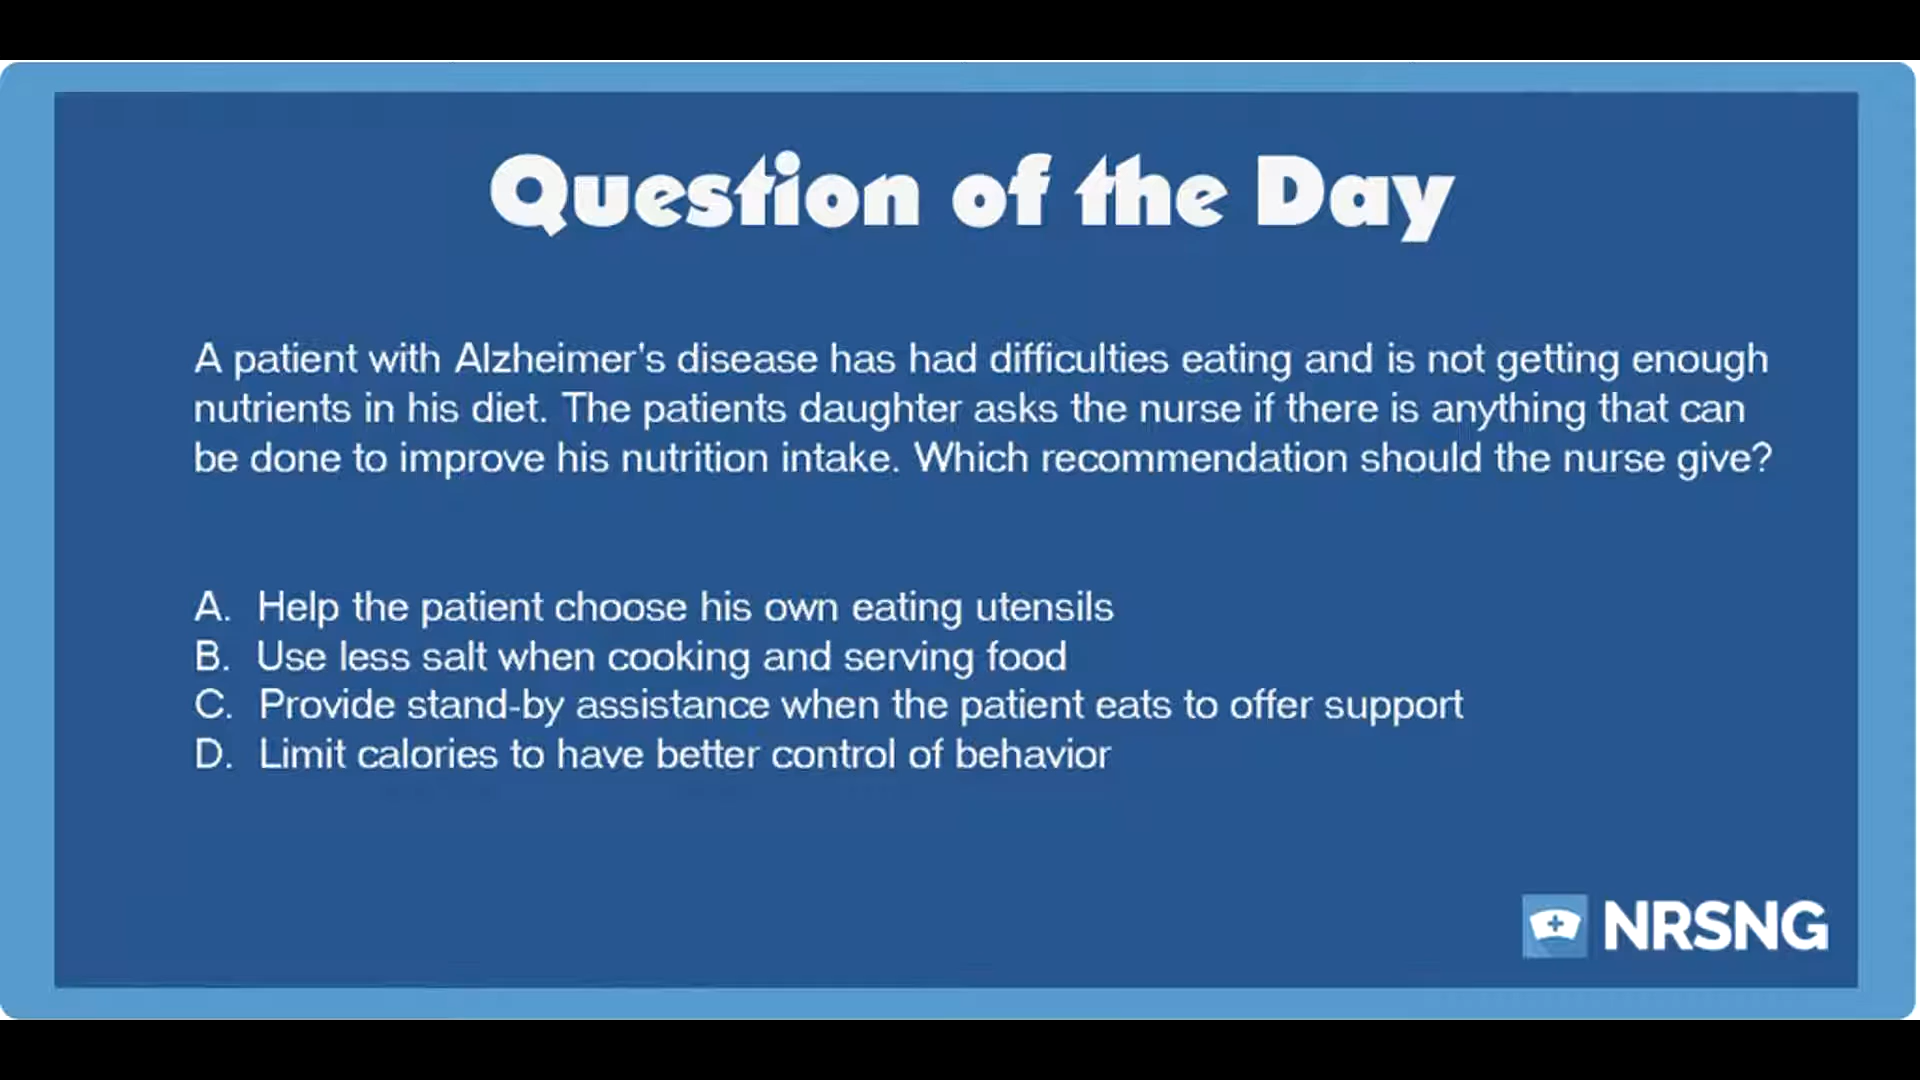 Question of the Day
A patient with Alzheimer's disease has had difficulties eating and is not getting enough
nutrients in his diet. The patients daughter asks the nurse if there is anything that can
be done to improve his nutrition intake. Which recommendation should the nurse give?
A. Help the patient choose his own eating utensils
B. Use less salt when cooking and serving food
C. Provide stand-by assistance when the patient eats to offer support
D. Limit calories to have better control of behavior
NRSNG